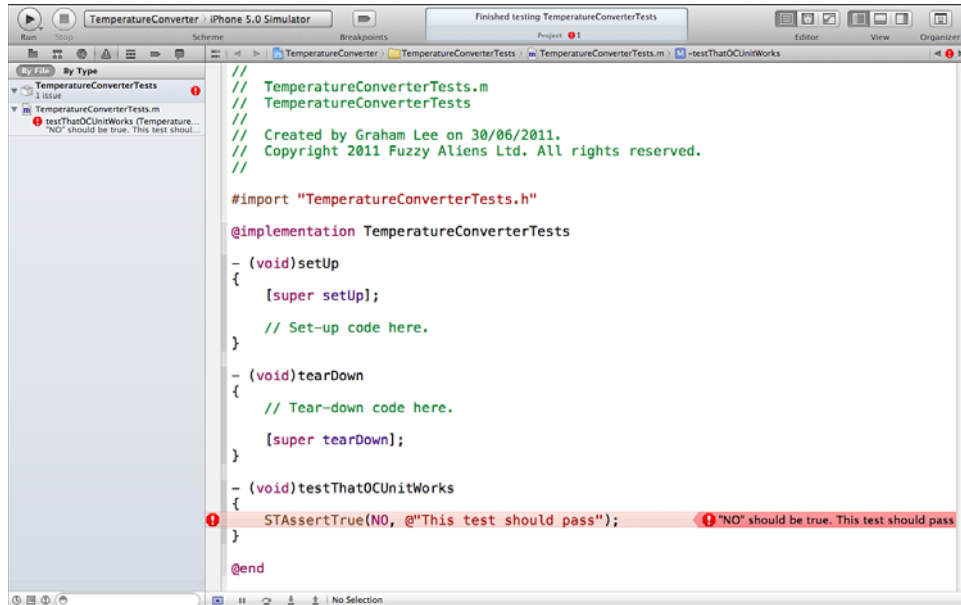 TemperatureConverter › iPhone 5.0 Simulator
Finished testing TemperatureConverterTests
Project 1
Run Stop Scheme Breakpoints Editor View Organizer
TemperatureConverter › TemperatureConverterTests › TemperatureConverterTests.m › -testThatOCUnitWorks
By File By Type
TemperatureConverterTests
1 issue
TemperatureConverterTests.m
testThatOCUnitWorks (Temperature...
"NO" should be true. This test shoul...
//
//  TemperatureConverterTests.m
//  TemperatureConverterTests
//
//  Created by Graham Lee on 30/06/2011.
//  Copyright 2011 Fuzzy Aliens Ltd. All rights reserved.
//
#import "TemperatureConverterTests.h"
@implementation TemperatureConverterTests
- (void)setUp
{
    [super setUp];
    // Set-up code here.
}
- (void)tearDown
{
    // Tear-down code here.
    [super tearDown];
}
- (void)testThatOCUnitWorks
{
    STAssertTrue(NO, @"This test should pass"); "NO" should be true. This test should pass
}
@end
No Selection